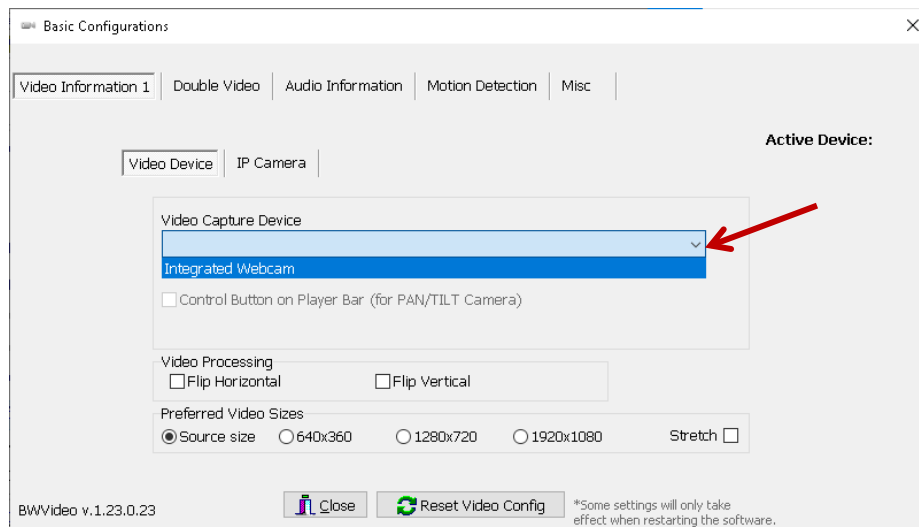 Basic Configurations
Video Information 1 Double Video Audio Information Motion Detection Misc
Active Device:
Video Device IP Camera
Video Capture Device
Integrated Webcam
Control Button on Player Bar (for PAN/TILT Camera)
Video Processing
Flip Horizontal Flip Vertical
Preferred Video Sizes
Source size 640x360 1280x720 1920x1080 Stretch
BWVideo v.1.23.0.23 Close Reset Video Config *Some settings will only take
effect when restarting the software.